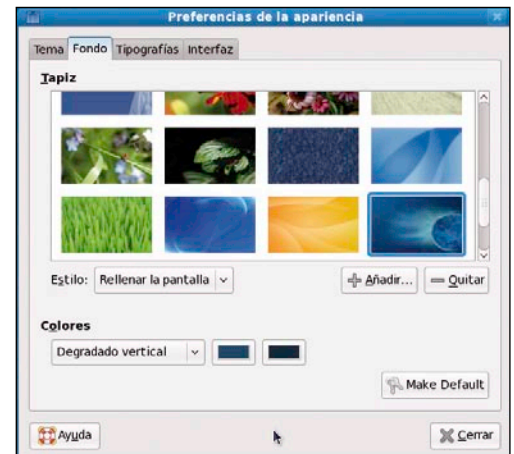 Preferencias de la apariencia
Tema Fondo Tipografías Interfaz
Tapiz
Estilo: Rellenar la pantalla Añadir... Quitar
Colores
Degradado vertical
Make Default
Ayuda Cerrar